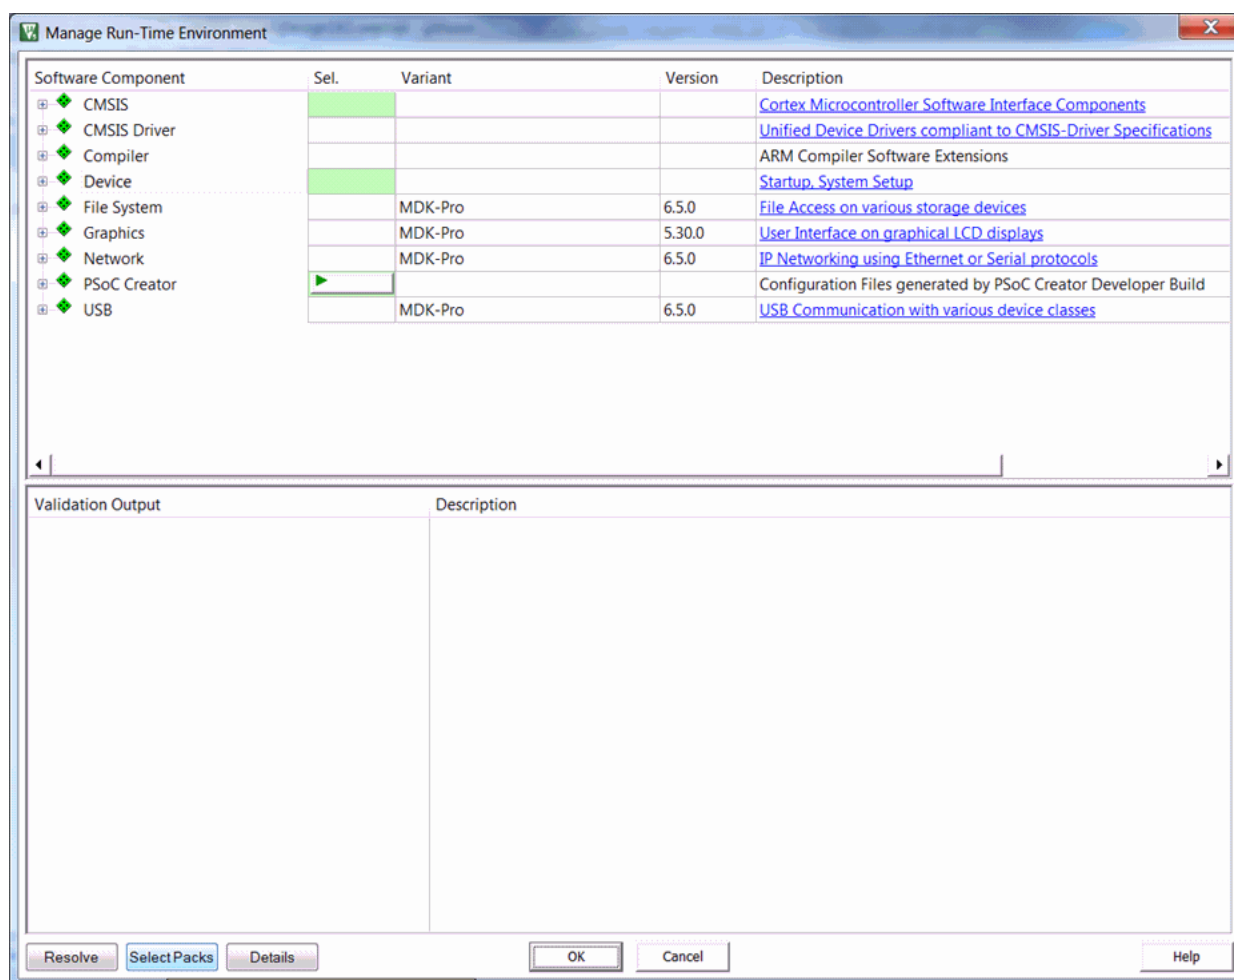 Manage Run-Time Environment
Software Component Sel. Variant Version Description
CMSIS Cortex Microcontroller Software Interface Components
CMSIS Driver Unified Device Drivers compliant to CMSIS-Driver Specifications
Compiler ARM Compiler Software Extensions
Device Startup, System Setup
File System MDK-Pro 6.5.0 File Access on various storage devices
Graphics MDK-Pro 5.30.0 User Interface on graphical LCD displays
Network MDK-Pro 6.5.0 IP Networking using Ethernet or Serial protocols
PSoC Creator Configuration Files generated by PSoC Creator Developer Build
USB MDK-Pro 6.5.0 USB Communication with various device classes
Validation Output Description
Resolve Select Packs Details OK Cancel Help